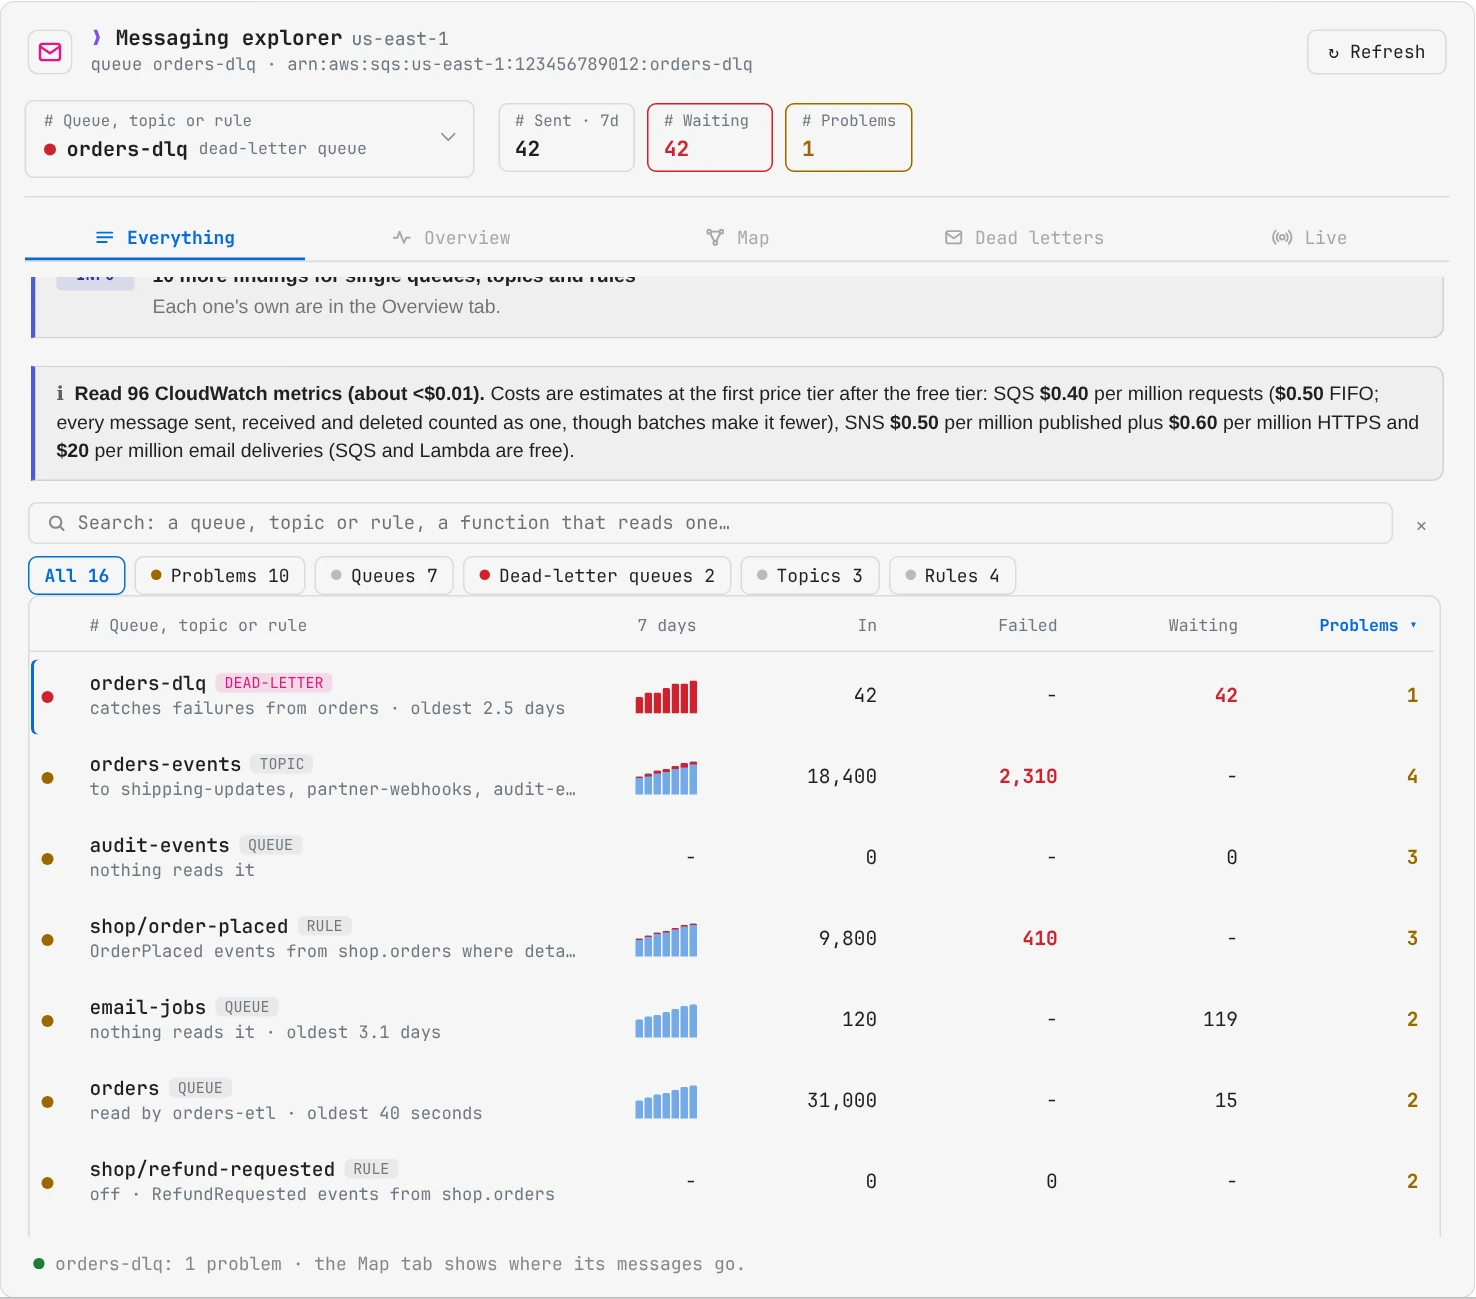 Messaging explorer us-east-1
queue orders-dlq · arn:aws:sqs:us-east-1:123456789012:orders-dlq
↻ Refresh
# Queue, topic or rule
orders-dlq dead-letter queue
# Sent · 7d
42
# Waiting
42
# Problems
1
Everything
Overview
Map
Dead letters
Live
INFO
10 more findings for single queues, topics and rules
Each one's own are in the Overview tab.
ℹ Read 96 CloudWatch metrics (about <$0.01). Costs are estimates at the first price tier after the free tier: SQS $0.40 per million requests ($0.50 FIFO;
every message sent, received and deleted counted as one, though batches make it fewer), SNS $0.50 per million published plus $0.60 per million HTTPS and
$20 per million email deliveries (SQS and Lambda are free).
Search: a queue, topic or rule, a function that reads one…
×
All 16
Problems 10
Queues 7
Dead-letter queues 2
Topics 3
Rules 4
# Queue, topic or rule 7 days In Failed Waiting Problems ▾
orders-dlq DEAD-LETTER
catches failures from orders · oldest 2.5 days
42 - 42 1
orders-events TOPIC
to shipping-updates, partner-webhooks, audit-e…
18,400 2,310 - 4
audit-events QUEUE
nothing reads it
- 0 - 0 3
shop/order-placed RULE
OrderPlaced events from shop.orders where deta…
9,800 410 - 3
email-jobs QUEUE
nothing reads it · oldest 3.1 days
120 - 119 2
orders QUEUE
read by orders-etl · oldest 40 seconds
31,000 - 15 2
shop/refund-requested RULE
off · RefundRequested events from shop.orders
- 0 0 - 2
orders-dlq: 1 problem · the Map tab shows where its messages go.